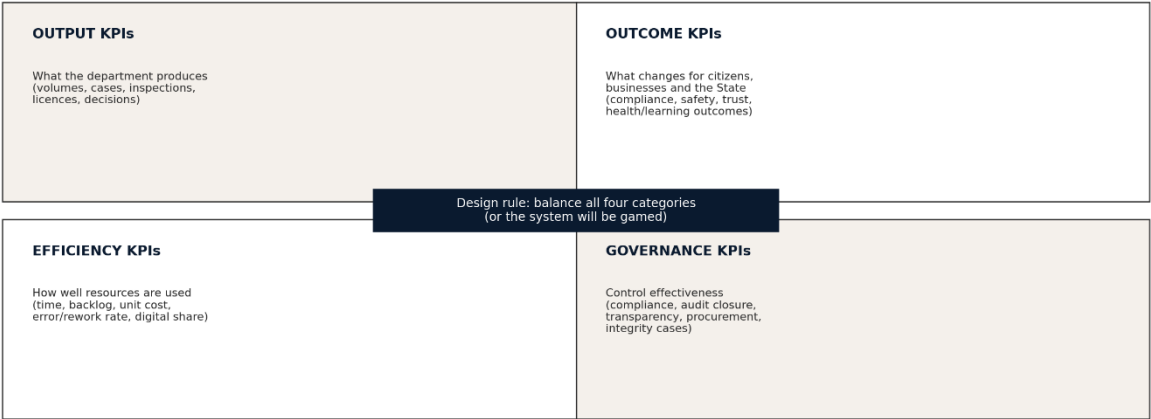 OUTPUT KPIs
What the department produces
(volumes, cases, inspections,
licences, decisions)
OUTCOME KPIs
What changes for citizens,
businesses and the State
(compliance, safety, trust,
health/learning outcomes)
Design rule: balance all four categories
(or the system will be gamed)
EFFICIENCY KPIs
How well resources are used
(time, backlog, unit cost,
error/rework rate, digital share)
GOVERNANCE KPIs
Control effectiveness
(compliance, audit closure,
transparency, procurement,
integrity cases)